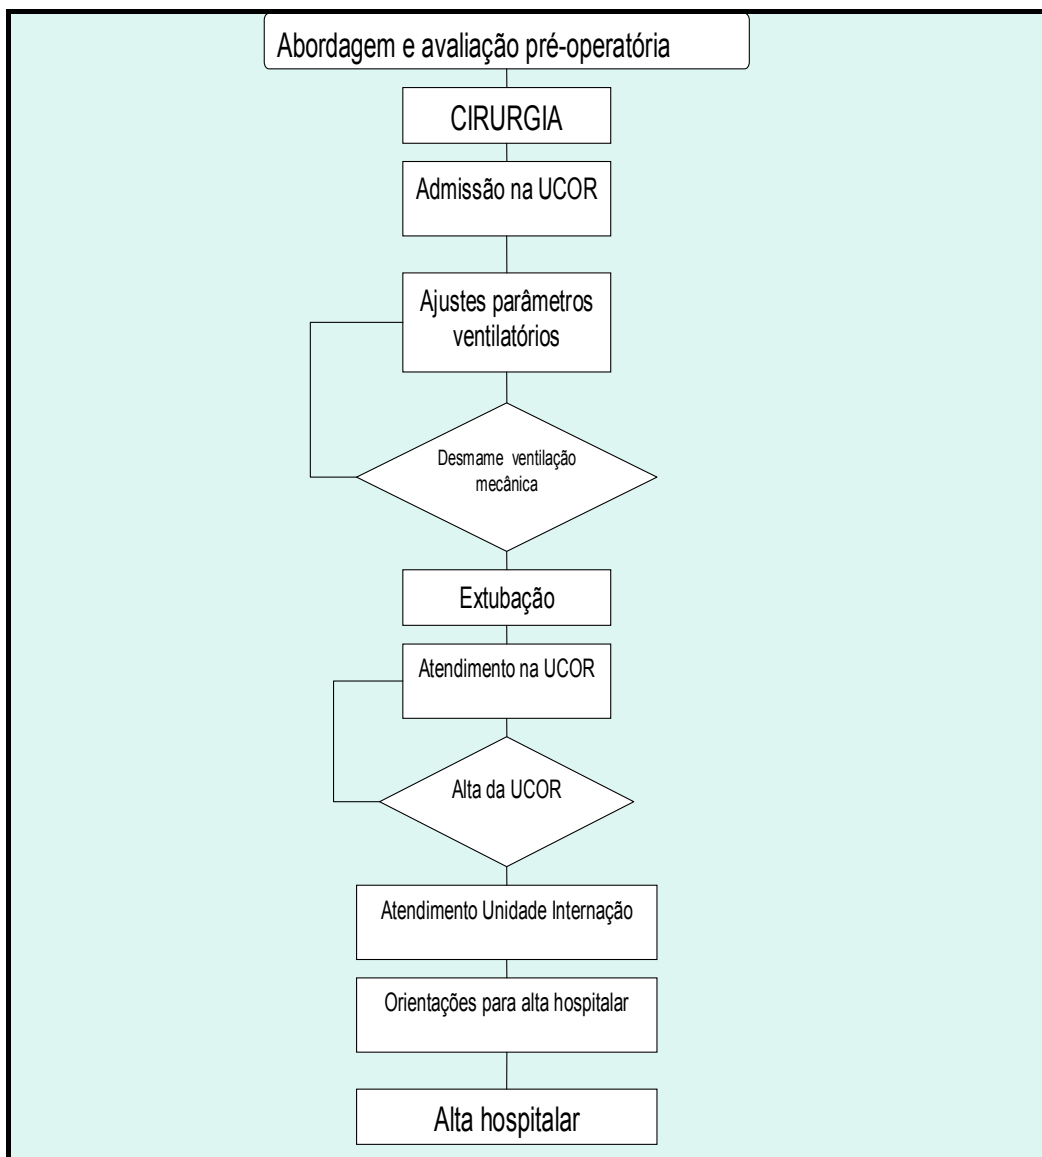 Abordagem e avaliação pré-operatória
CIRURGIA
Admissão na UCOR
Ajustes parâmetros
ventilatórios
Desmame ventilação
mecânica
Extubação
Atendimento na UCOR
Alta da UCOR
Atendimento Unidade Internação
Orientações para alta hospitalar
Alta hospitalar